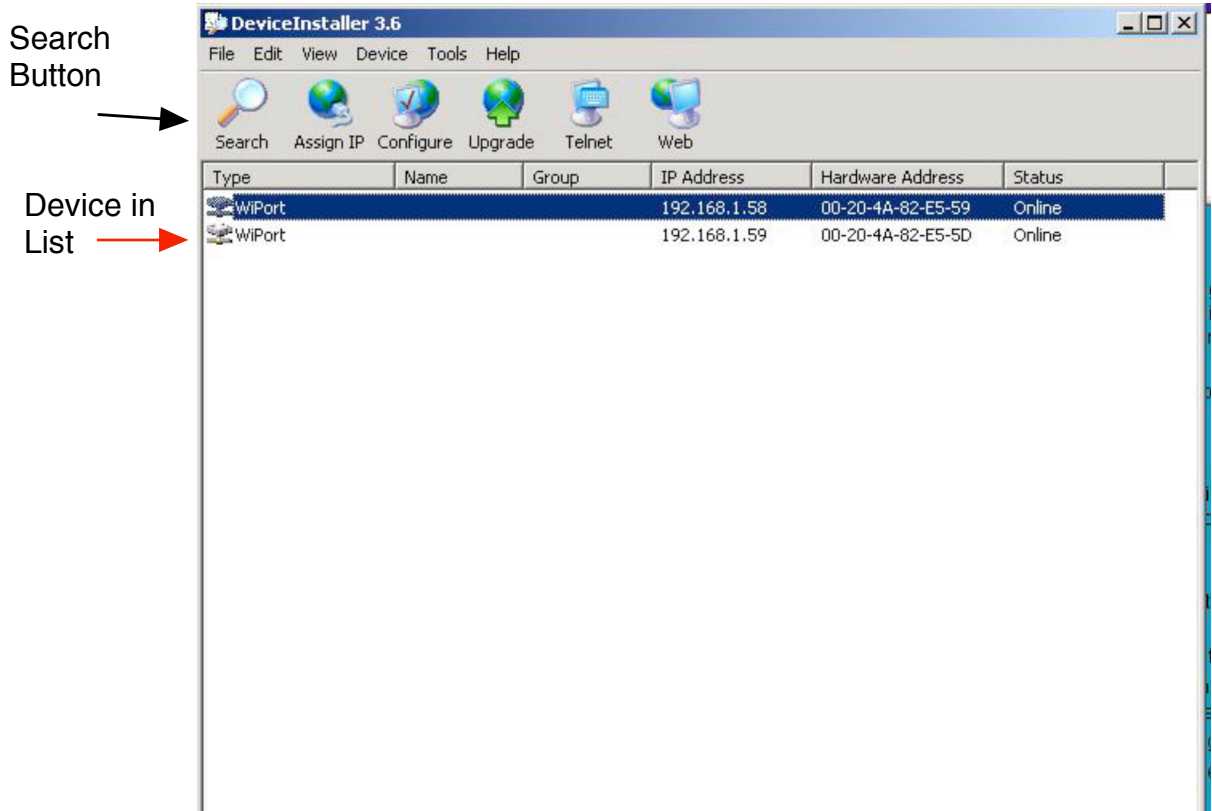 Search
Button
Device in
List
DeviceInstaller 3.6
File Edit View Device Tools Help
Search Assign IP Configure Upgrade Telnet Web
Type Name Group IP Address Hardware Address Status
WiPort 192.168.1.58 00-20-4A-82-E5-59 Online
WiPort 192.168.1.59 00-20-4A-82-E5-5D Online